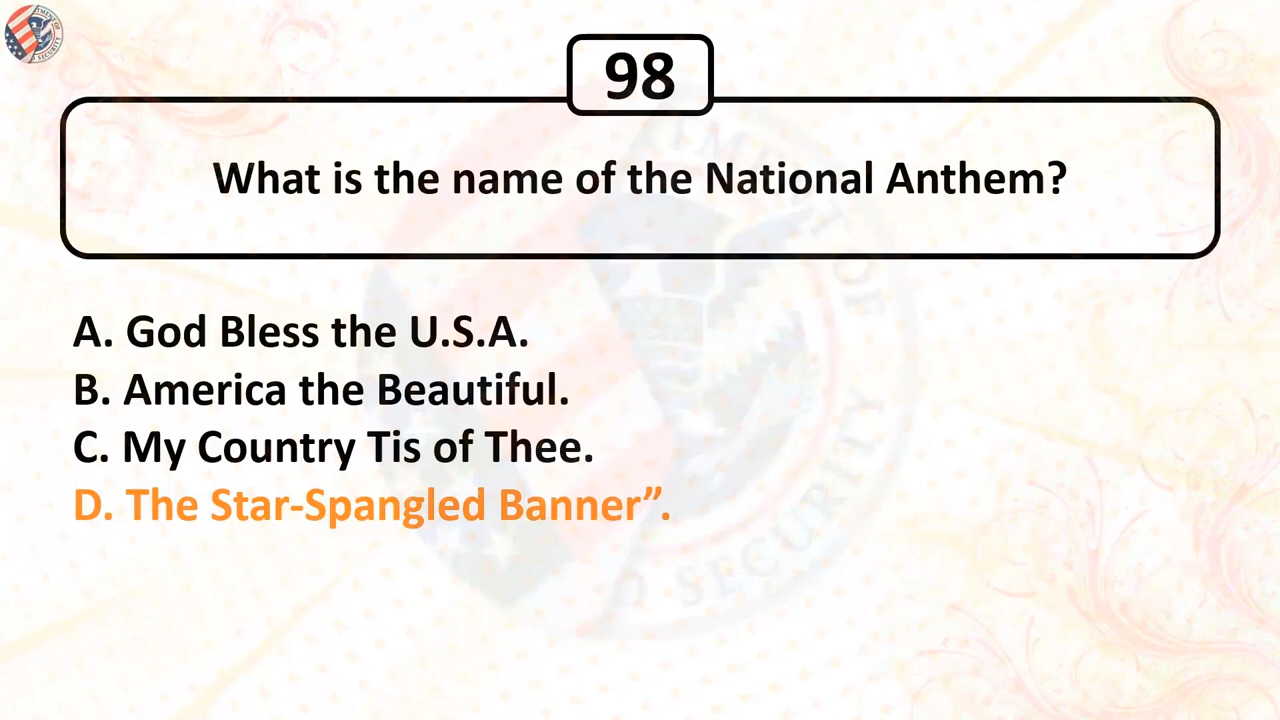 98
What is the name of the National Anthem?
A. God Bless the U.S.A.
B. America the Beautiful.
C. My Country Tis of Thee.
D. The Star-Spangled Banner”.
SECURITY